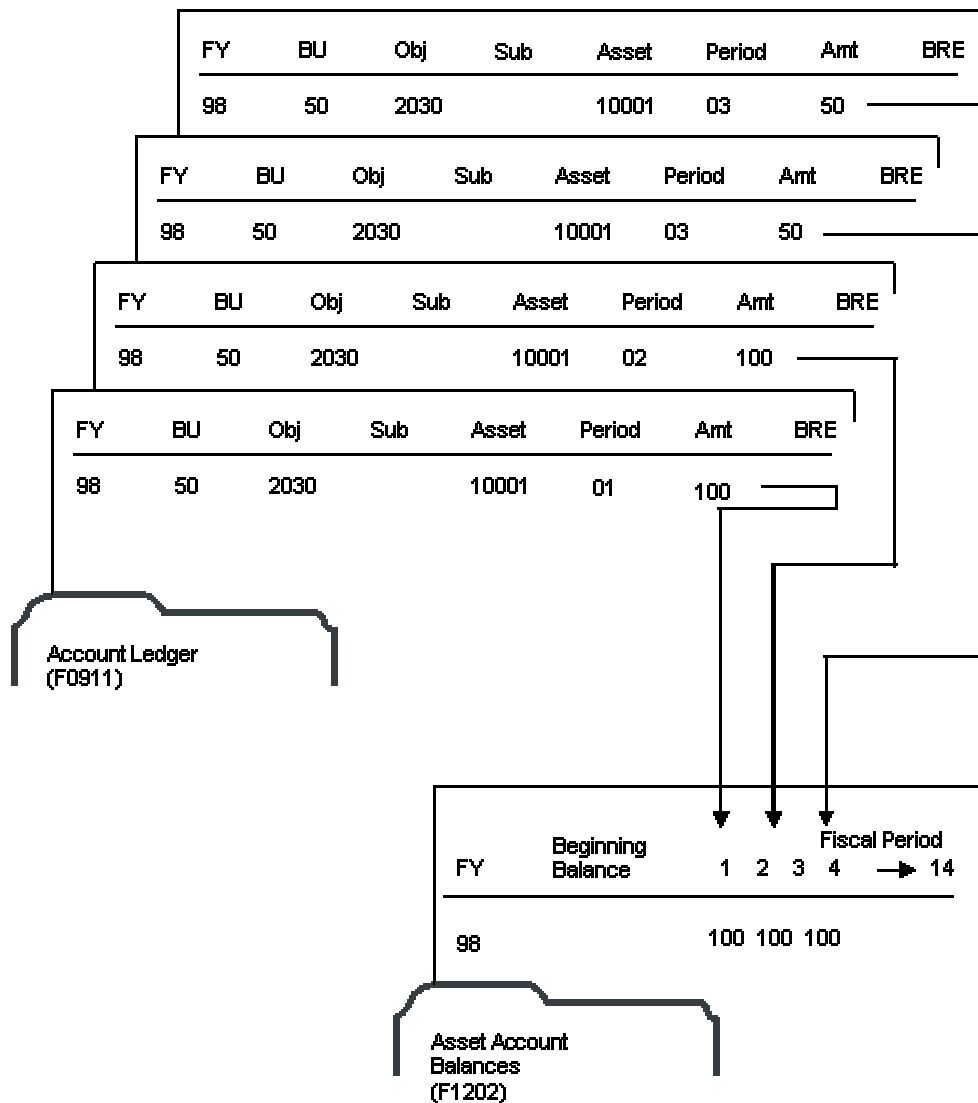 FY BU Obj Sub Asset Period Amt BRE
98 50 2030 10001 03 50
FY BU Obj Sub Asset Period Amt BRE
98 50 2030 10001 03 50
FY BU Obj Sub Asset Period Amt BRE
98 50 2030 10001 02 100
FY BU Obj Sub Asset Period Amt BRE
98 50 2030 10001 01 100
Account Ledger
(F0911)
Fiscal Period
Beginning
FY Balance 1 2 3 4 14
98 100 100 100
Asset Account
Balances
(F1202)